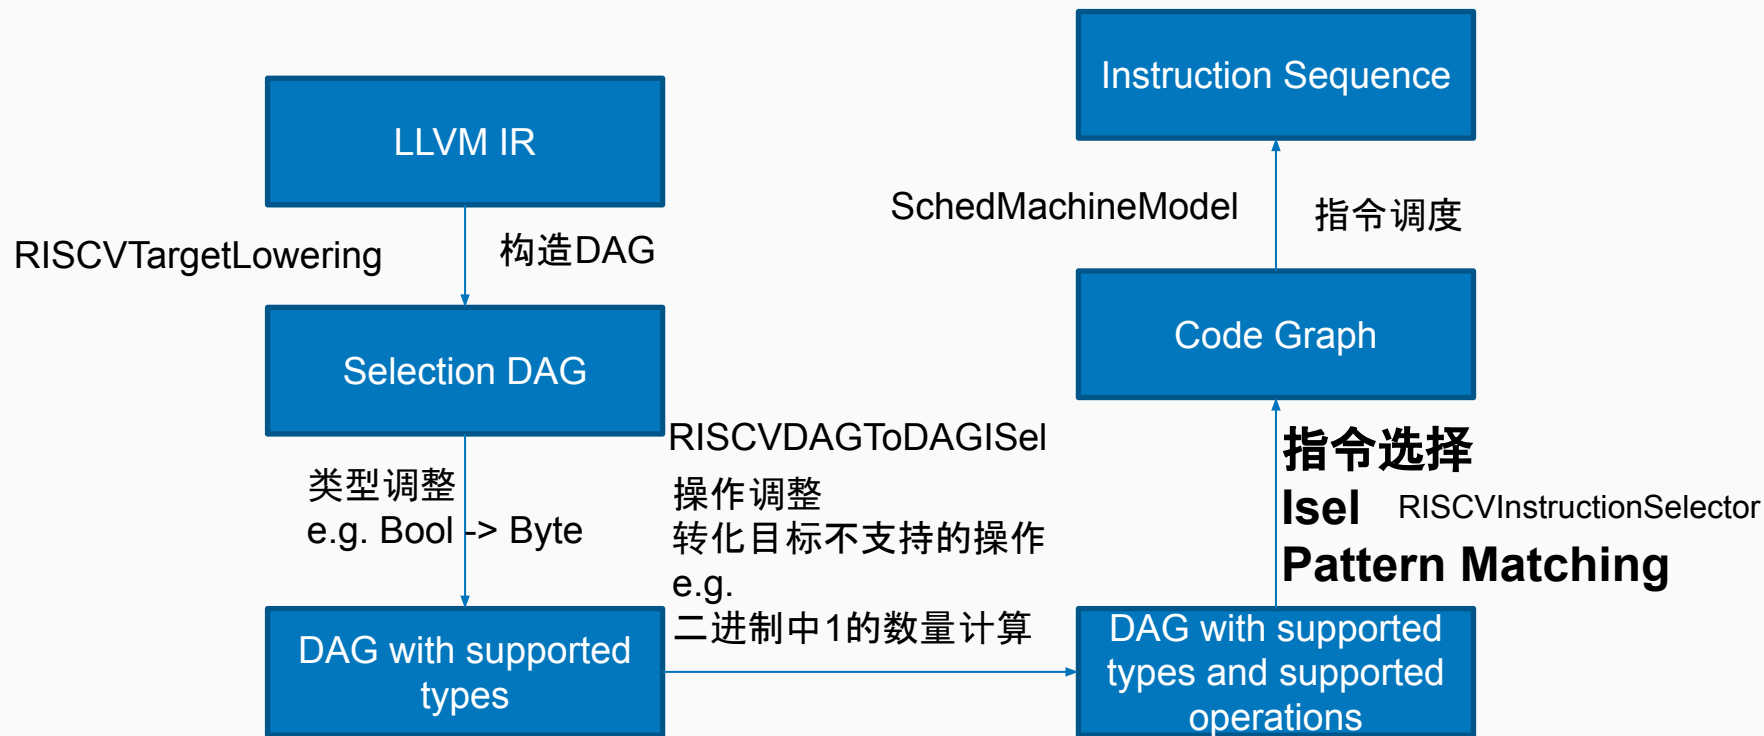 LLVM IR
RISCVTargetLowering
构造DAG
Selection DAG
类型调整
e.g. Bool -> Byte
DAG with supported
types
RISCVDAGToDAGISel
操作调整
转化目标不支持的操作
e.g.
二进制中1的数量计算
DAG with supported
types and supported
operations
指令选择
Isel RISCVInstructionSelector
Pattern Matching
Code Graph
SchedMachineModel
指令调度
Instruction Sequence